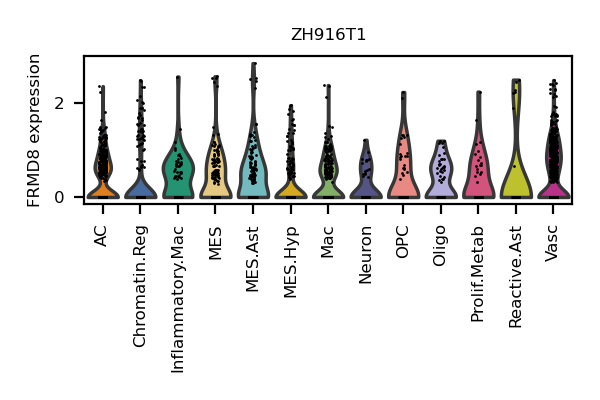 ZH916T1
FRMD8 expression
2
0
AC
Chromatin.Reg
Inflammatory.Mac
MES
MES.Ast
MES.Hyp
Mac
Neuron
OPC
Oligo
Prolif.Metab
Reactive.Ast
Vasc